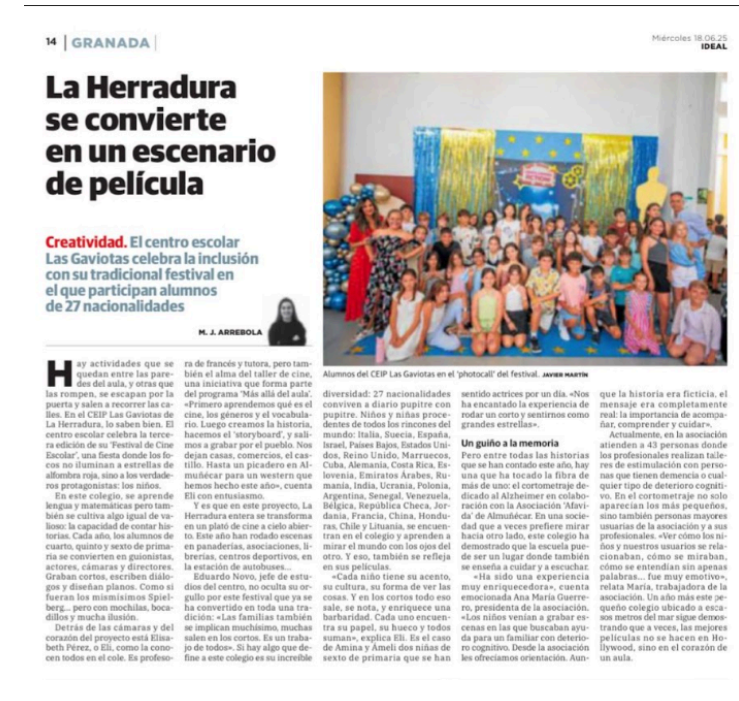 14 | GRANADA |
Miércoles 18.06.25
IDEAL
La Herradura
se convierte
en un escenario
de película
Creatividad. El centro escolar
Las Gaviotas celebra la inclusión
con su tradicional festival en
el que participan alumnos
de 27 nacionalidades
M. J. ARREBOLA
Alumnos del CEIP Las Gaviotas en el 'photocall' del festival. JAVIER MARTÍN
Hay actividades que se
quedan entre las pare-
des del aula, y otras que
las rompen, se escapan por la
puerta y salen a recorrer las ca-
lles. En el CEIP Las Gaviotas de
La Herradura, lo saben bien. El
centro escolar celebra la terce-
ra edición de su 'Festival de Cine
Escolar', una fiesta donde los fo-
cos no iluminan a estrellas de
alfombra roja, sino a los verdade-
ros protagonistas: los niños.
En este colegio, se aprende
lengua y matemáticas pero tam-
bién se cultiva algo igual de va-
lioso: la capacidad de contar his-
torias. Cada año, los alumnos de
cuarto, quinto y sexto de prima-
ria se convierten en guionistas,
actores, cámaras y directores.
Graban cortos, escriben diálo-
gos y diseñan planos. Como si
fueran los mismísimos Spiel-
berg... pero con mochilas, boca-
dillos y mucha ilusión.
Detrás de las cámaras y del
corazón del proyecto está Elisa-
beth Pérez, o Eli, como la cono-
cen todos en el cole. Es profeso-
ra de francés y tutora, pero tam-
bién el alma del taller de cine,
una iniciativa que forma parte
del programa 'Más allá del aula'.
«Primero aprendemos qué es el
cine, los géneros y el vocabula-
rio. Luego creamos la historia,
hacemos el 'storyboard', y sali-
mos a grabar por el pueblo. Nos
dejan casas, comercios, el cas-
tillo. Hasta un picadero en Al-
muñécar para un western que
hemos hecho este año», cuenta
Eli con entusiasmo.
Y es que en este proyecto, La
Herradura entera se transforma
en un plató de cine a cielo abier-
to. Este año han rodado escenas
en panaderías, asociaciones, li-
brerías, centros deportivos, en
la estación de autobuses...
Eduardo Novo, jefe de estu-
dios del centro, no oculta su or-
gullo por este festival que ya se
ha convertido en toda una tra-
dición: «Las familias también
se implican muchísimo, muchas
salen en los cortos. Es un traba-
jo de todos». Si hay algo que de-
fine a este colegio es su increíble
diversidad: 27 nacionalidades
conviven a diario pupitre con
pupitre. Niños y niñas proce-
dentes de todos los rincones del
mundo: Italia, Suecia, España,
Israel, Países Bajos, Estados Uni-
dos, Reino Unido, Marruecos,
Cuba, Alemania, Costa Rica, Es-
lovenia, Emiratos Árabes, Ru-
mania, India, Ucrania, Polonia,
Argentina, Senegal, Venezuela,
Bélgica, República Checa, Jor-
dania, Francia, China, Hondu-
ras, Chile y Lituania, se encuen-
tran en el colegio y aprenden a
mirar el mundo con los ojos del
otro. Y eso, también se refleja
en sus películas.
«Cada niño tiene su acento,
su cultura, su forma de ver las
cosas. Y en los cortos todo eso
sale, se nota, y enriquece una
barbaridad. Cada uno encuen-
tra su papel, su hueco y todos
suman», explica Eli. Es el caso
de Amina y Ámeli dos niñas de
sexto de primaria que se han
sentido actrices por un día. «Nos
ha encantado la experiencia de
rodar un corto y sentirnos como
grandes estrellas».
Un guiño a la memoria
Pero entre todas las historias
que se han contado este año, hay
una que ha tocado la fibra de
más de uno: el cortometraje de-
dicado al Alzheimer en colabo-
ración con la Asociación 'Afavi-
da' de Almuñécar. En una socie-
dad que a veces prefiere mirar
hacia otro lado, este colegio ha
demostrado que la escuela pue-
de ser un lugar donde también
se enseña a cuidar y a escuchar.
«Ha sido una experiencia
muy enriquecedora», cuenta
emocionada Ana María Guerre-
ro, presidenta de la asociación.
«Los niños venían a grabar es-
cenas en las que buscaban ayu-
da para un familiar con deterio-
ro cognitivo. Desde la asociación
les ofrecíamos orientación. Aun-
que la historia era ficticia, el
mensaje era completamente
real: la importancia de acompa-
ñar, comprender y cuidar».
Actualmente, en la asociación
atienden a 43 personas donde
los profesionales realizan talle-
res de estimulación con perso-
nas que tienen demencia o cual-
quier tipo de deterioro cogniti-
vo. En el cortometraje no solo
aparecían los más pequeños,
sino también personas mayores
usuarias de la asociación y a sus
profesionales. «Ver cómo los ni-
ños y nuestros usuarios se rela-
cionaban, cómo se miraban,
cómo se entendían sin apenas
palabras... fue muy emotivo»,
relata María, trabajadora de la
asociación. Un año más este pe-
queño colegio ubicado a esca-
sos metros del mar sigue demos-
trando que a veces, las mejores
películas no se hacen en Ho-
llywood, sino en el corazón de
un aula.